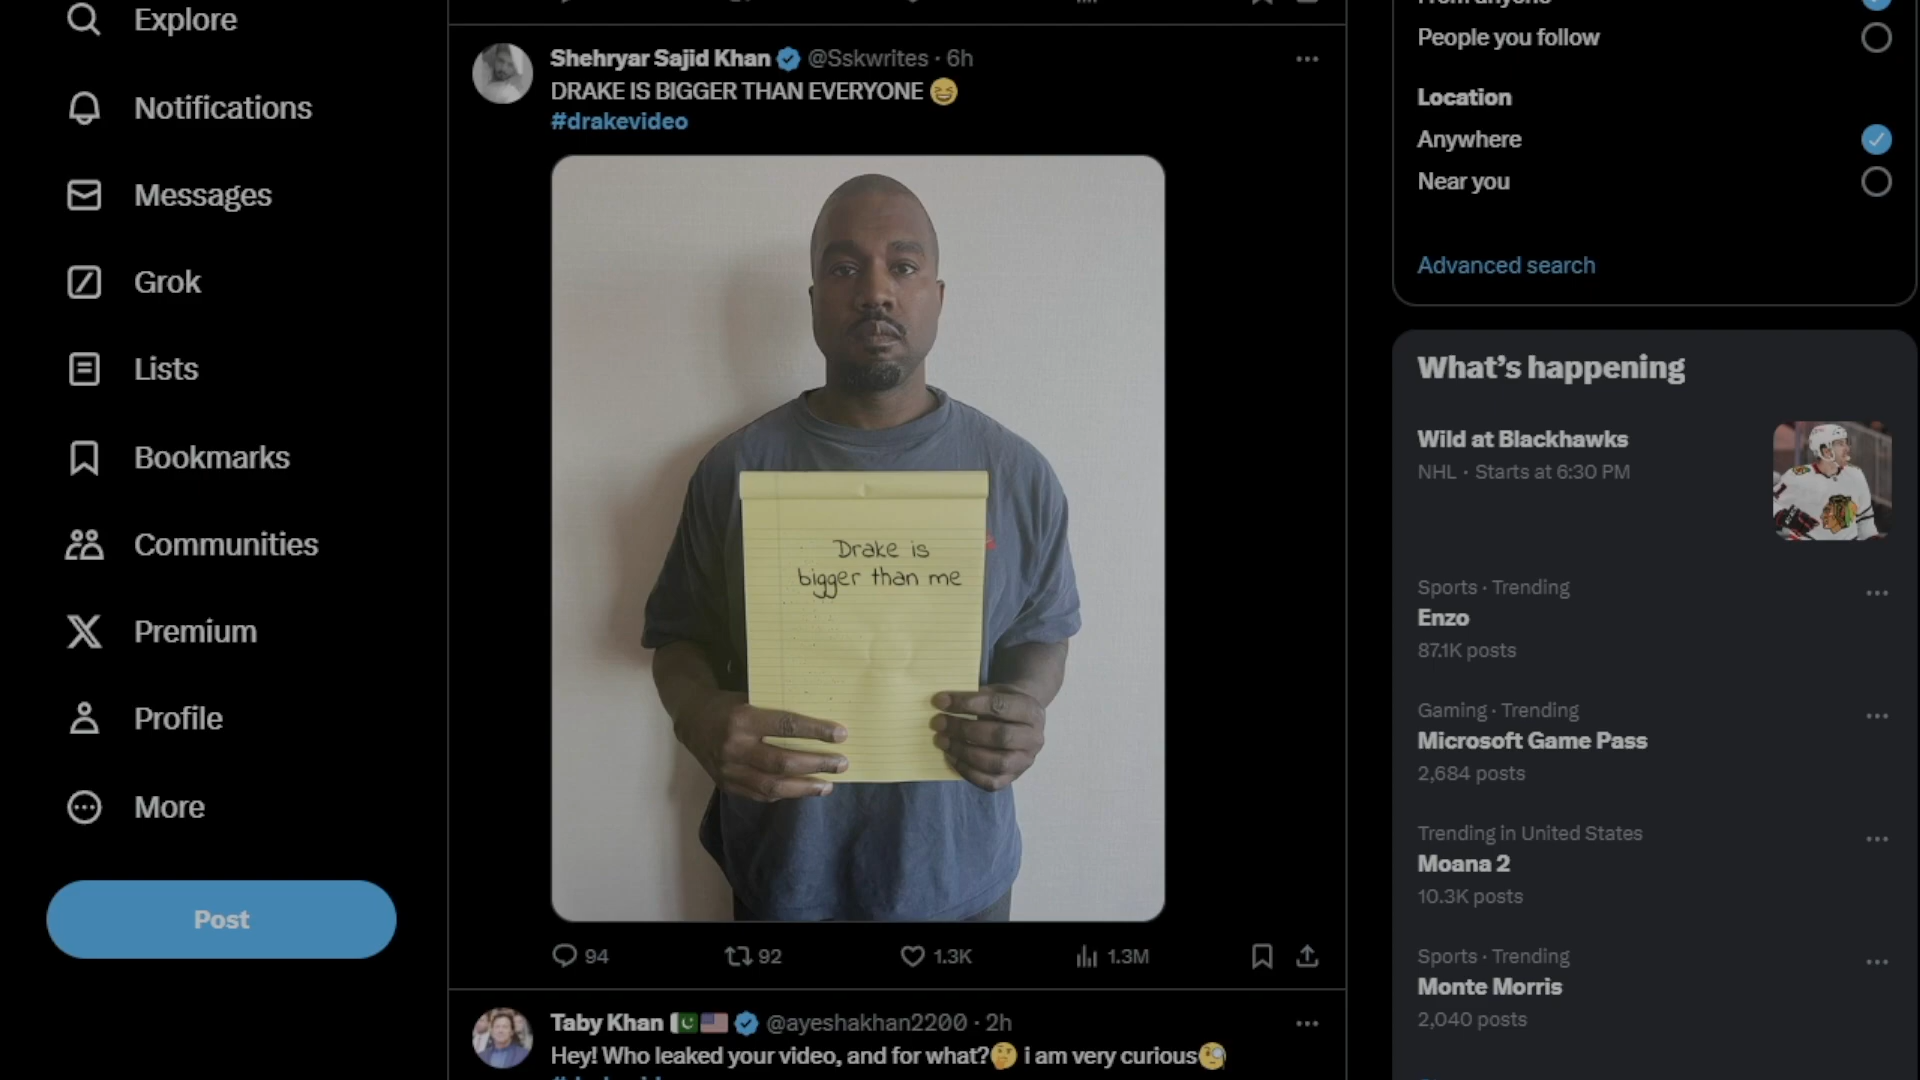 Explore
Notifications
Messages
Grok
Lists
Bookmarks
Communities
Premium
Profile
More
Post
Shehryar Sajid Khan @Sskwrites · 6h
DRAKE IS BIGGER THAN EVERYONE 😆
#drakevideo
Drake is
bigger than me
94 92 1.3K 1.3M
Taby Khan 🇵🇰🇺🇸 @ayeshakhan2200 · 2h
Hey! Who leaked your video, and for what?🤔 i am very curious🧐
People you follow
Location
Anywhere
Near you
Advanced search
What's happening
Wild at Blackhawks
NHL · Starts at 6:30 PM
Sports · Trending
Enzo
87.1K posts
Gaming · Trending
Microsoft Game Pass
2,684 posts
Trending in United States
Moana 2
10.3K posts
Sports · Trending
Monte Morris
2,040 posts